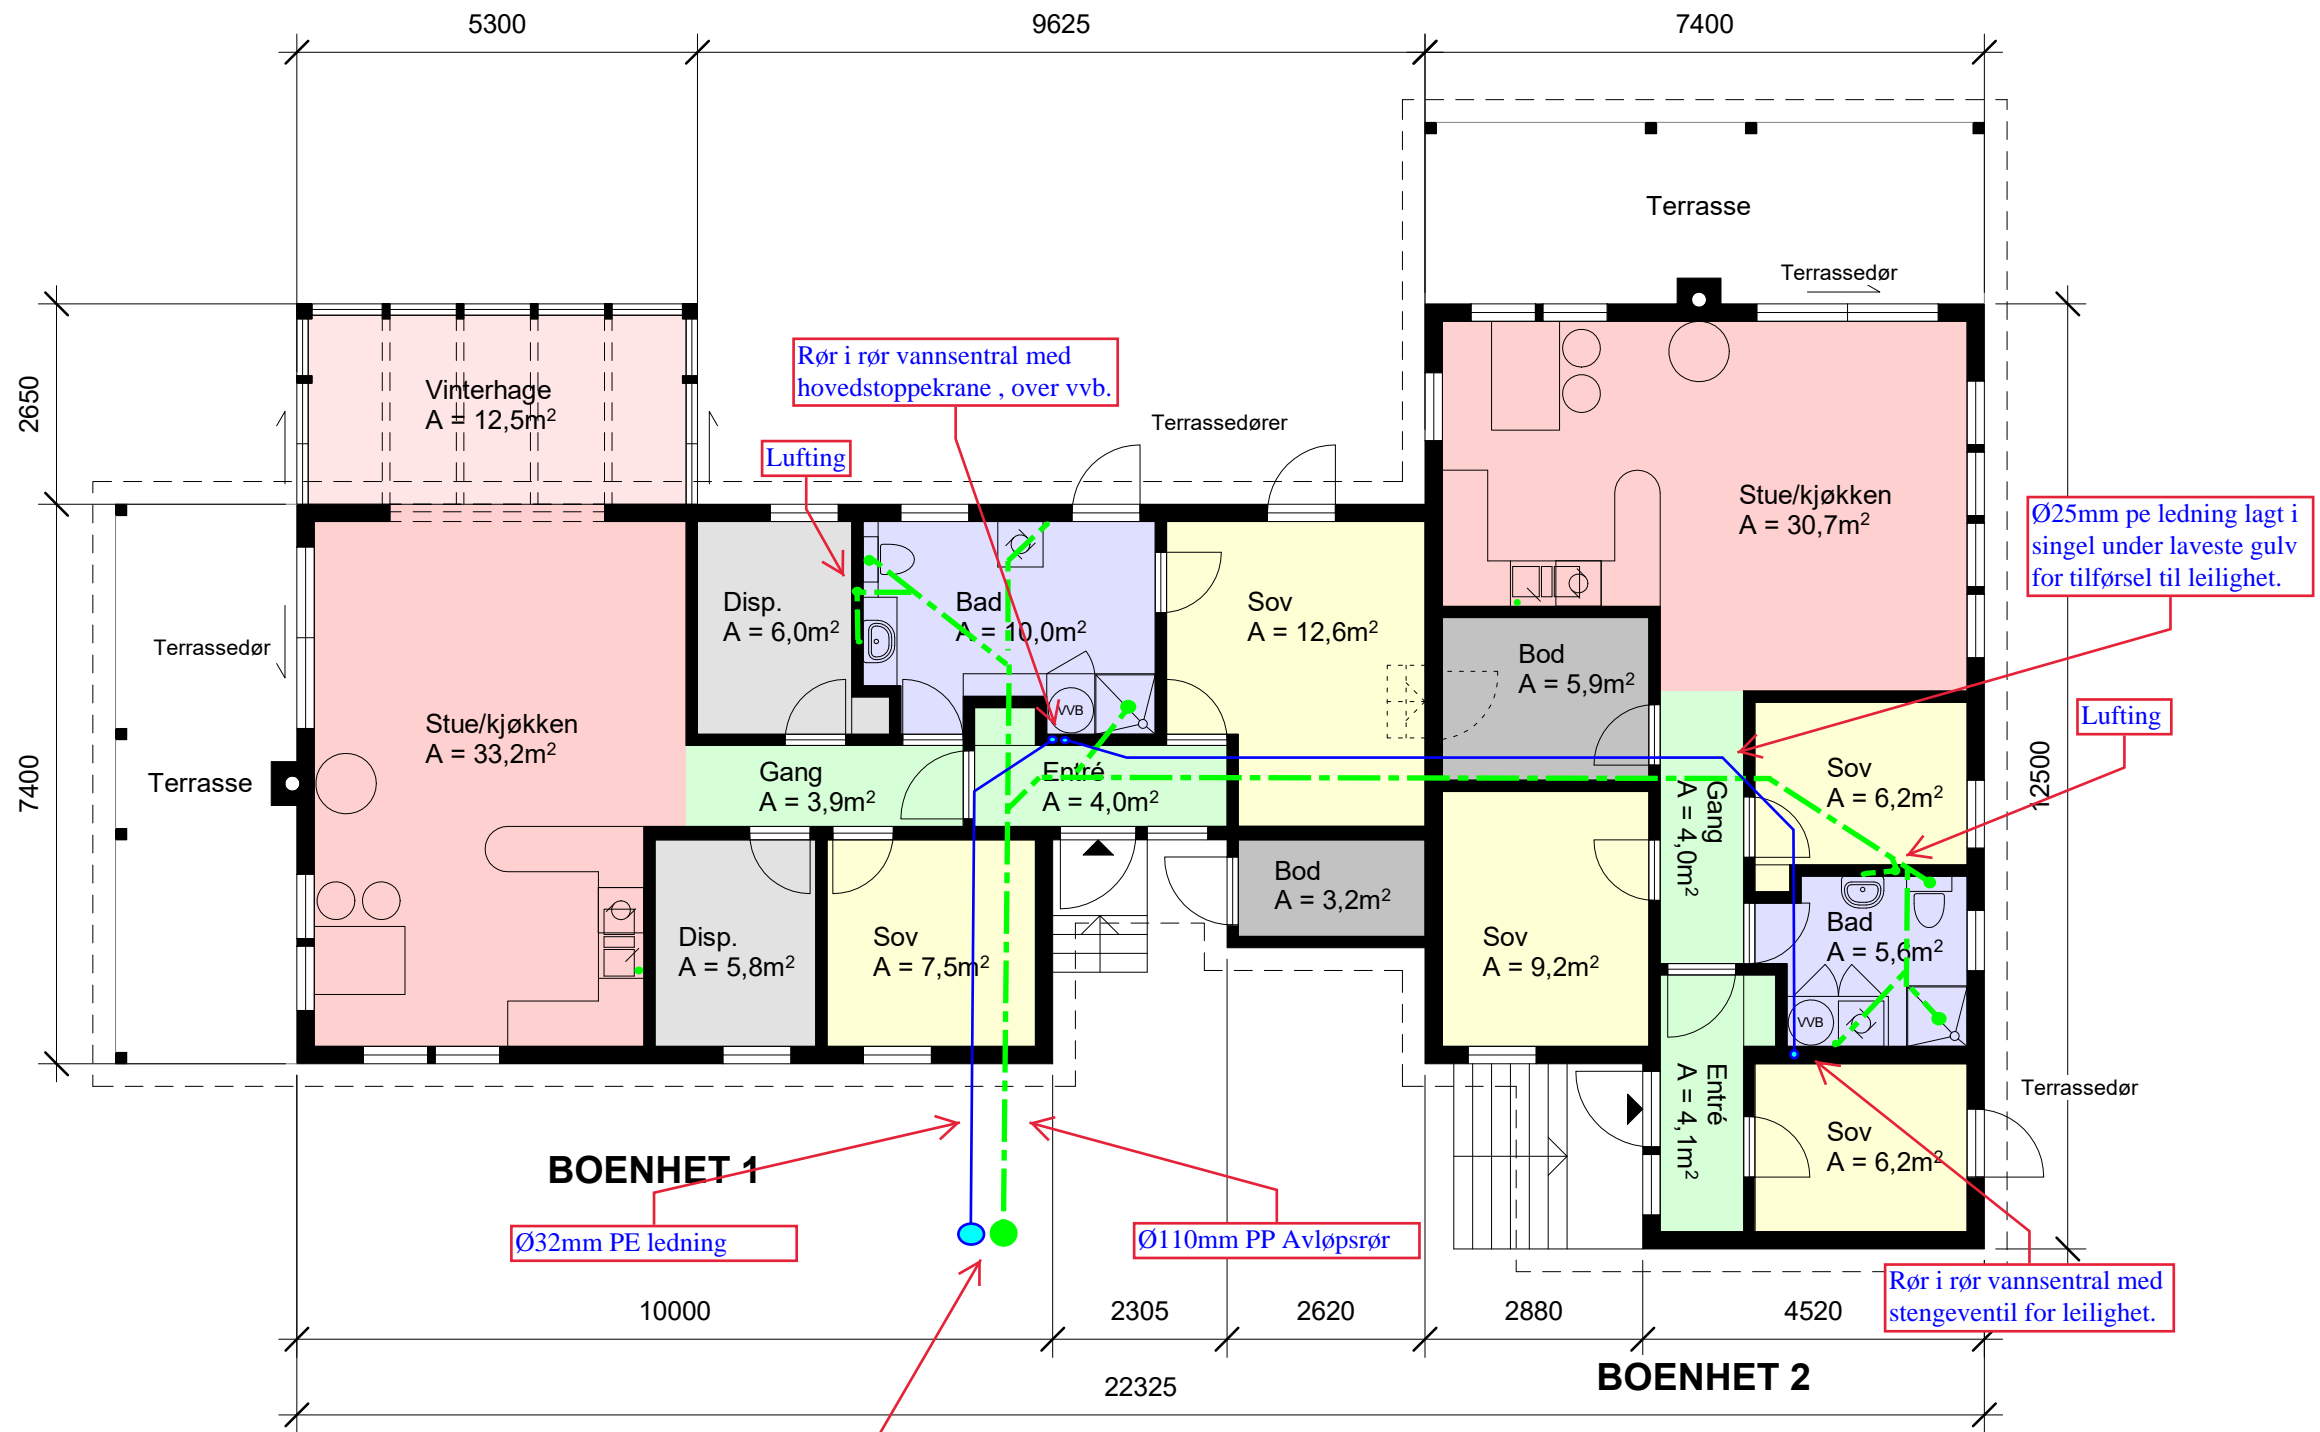 5300
9625
7400
Terrasse
Terrassedør
2650
Vinterhage
A = 12,5m²
Rør i rør vannsentral med
hovedstoppekrane , over vvb.
Terrassedører
Lufting
Stue/kjøkken
A = 30,7m²
Ø25mm pe ledning lagt i
singel under laveste gulv
for tilførsel til leilighet.
Disp.
A = 6,0m²
Bad
A = 10,0m²
Sov
A = 12,6m²
Terrassedør
Bod
A = 5,9m²
VVB
Lufting
Stue/kjøkken
A = 33,2m²
7400
Terrasse
Gang
A = 3,9m²
Entré
A = 4,0m²
Gang
A = 4,0m²
Sov
A = 6,2m²
12500
Bod
A = 3,2m²
Disp.
A = 5,8m²
Sov
A = 7,5m²
Sov
A = 9,2m²
Bad
A = 5,6m²
VVB
Entré
A = 4,1m²
Terrassedør
Sov
A = 6,2m²
BOENHET 1
Ø32mm PE ledning
Ø110mm PP Avløpsrør
Rør i rør vannsentral med
stengeventil for leilighet.
10000
2305
2620
2880
4520
22325
BOENHET 2